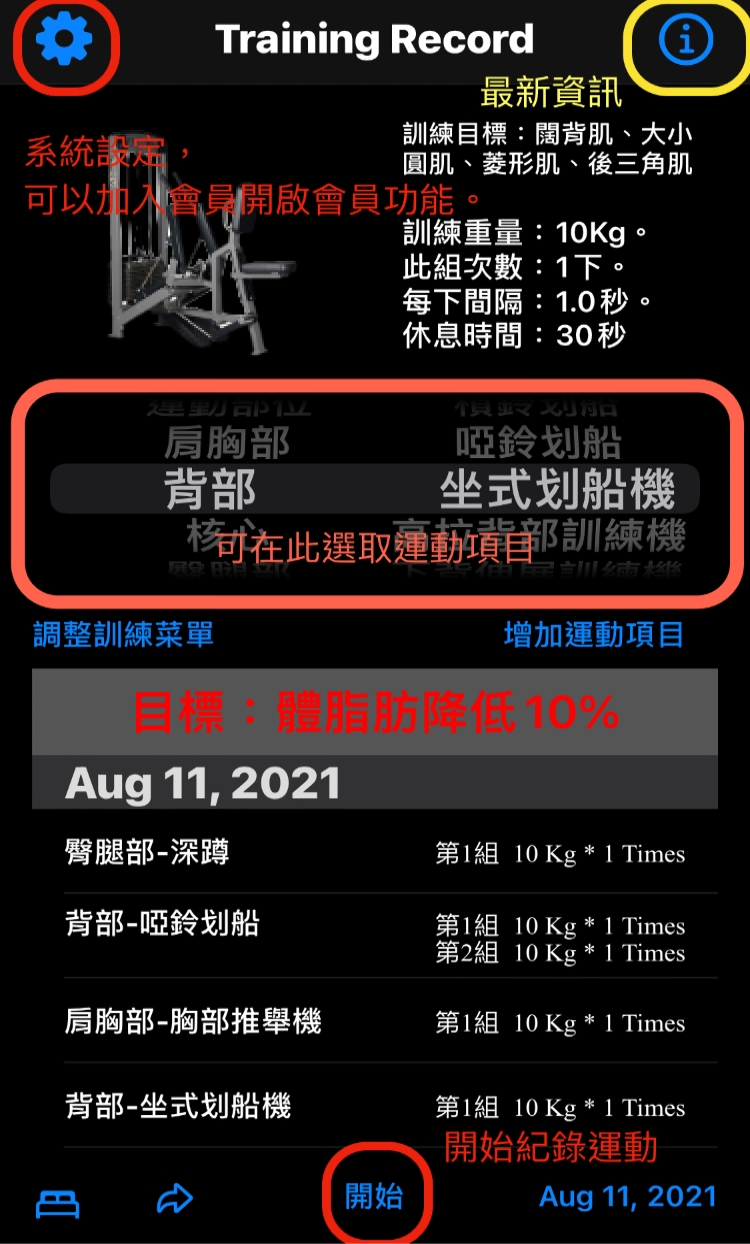 Training Record
最新資訊
系統設定，
可以加入會員開啟會員功能。
訓練目標：闊背肌、大小
圓肌、菱形肌、後三角肌
訓練重量：10Kg。
此組次數：1下。
每下間隔：1.0秒。
休息時間：30秒
運動部位 槓鈴划船
肩胸部 啞鈴划船
背部 坐式划船機
核心 高拉背部訓練機
可在此選取運動項目
臀腿部 下背伸展訓練機
調整訓練菜單 增加運動項目
目標：體脂肪降低10%
Aug 11, 2021
臀腿部-深蹲 第1組 10 Kg * 1 Times
背部-啞鈴划船 第1組 10 Kg * 1 Times
第2組 10 Kg * 1 Times
肩胸部-胸部推舉機 第1組 10 Kg * 1 Times
背部-坐式划船機 第1組 10 Kg * 1 Times
開始紀錄運動
開始 Aug 11, 2021